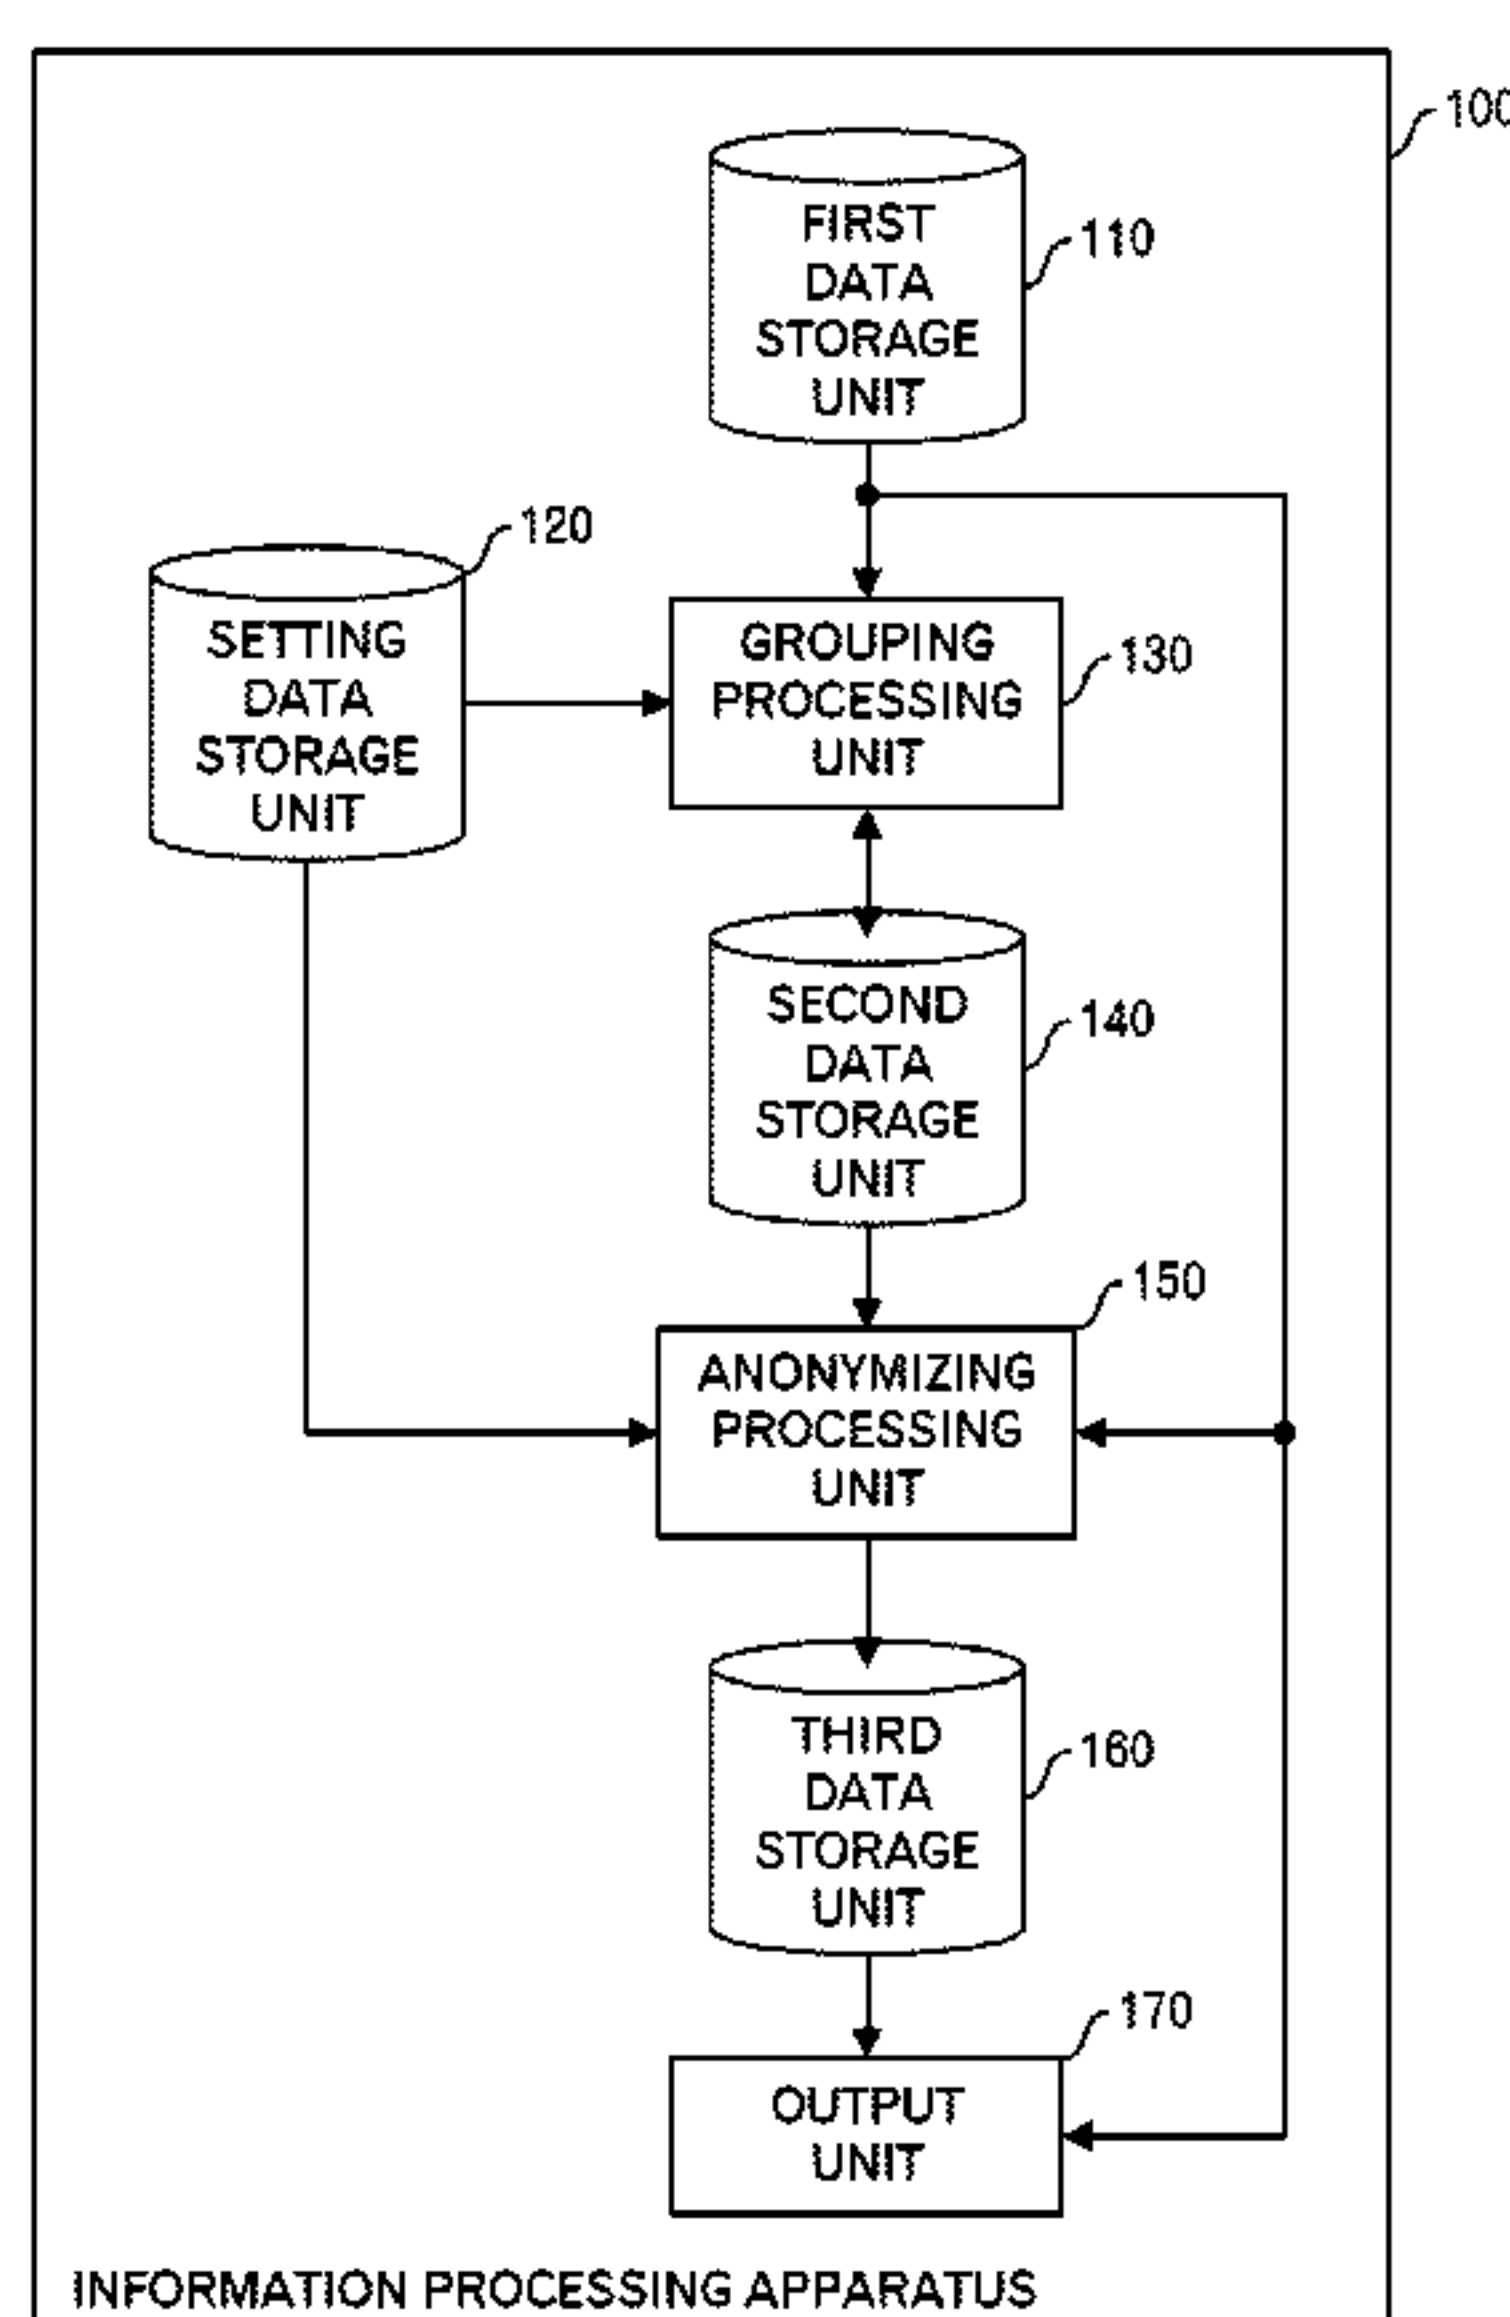 100
FIRST
DATA
STORAGE
UNIT
110
120
SETTING
DATA
STORAGE
UNIT
GROUPING
PROCESSING
UNIT
130
SECOND
DATA
STORAGE
UNIT
140
150
ANONYMIZING
PROCESSING
UNIT
THIRD
DATA
STORAGE
UNIT
160
170
OUTPUT
UNIT
INFORMATION PROCESSING APPARATUS